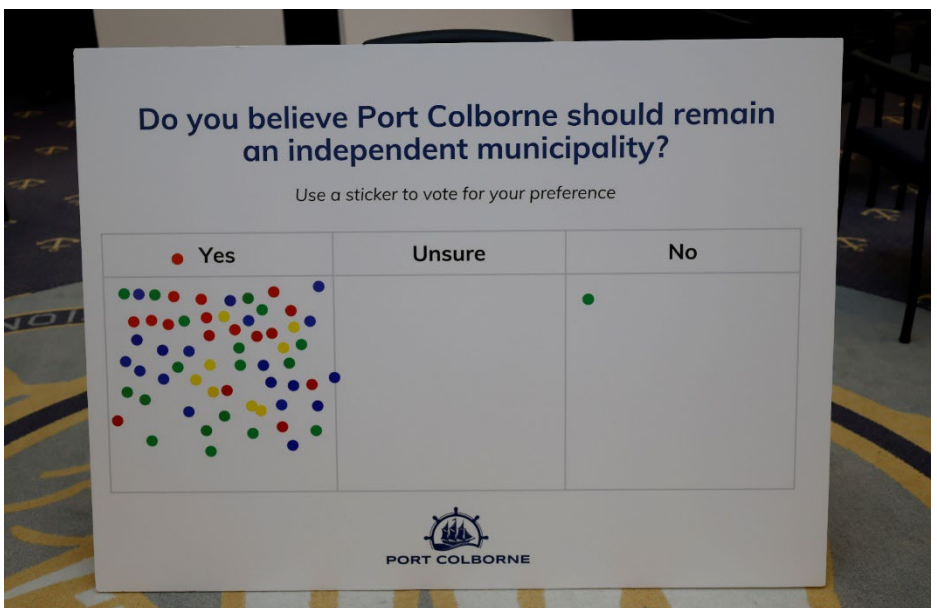 Do you believe Port Colborne should remain
an independent municipality?
Use a sticker to vote for your preference
Yes
Unsure
No
PORT COLBORNE